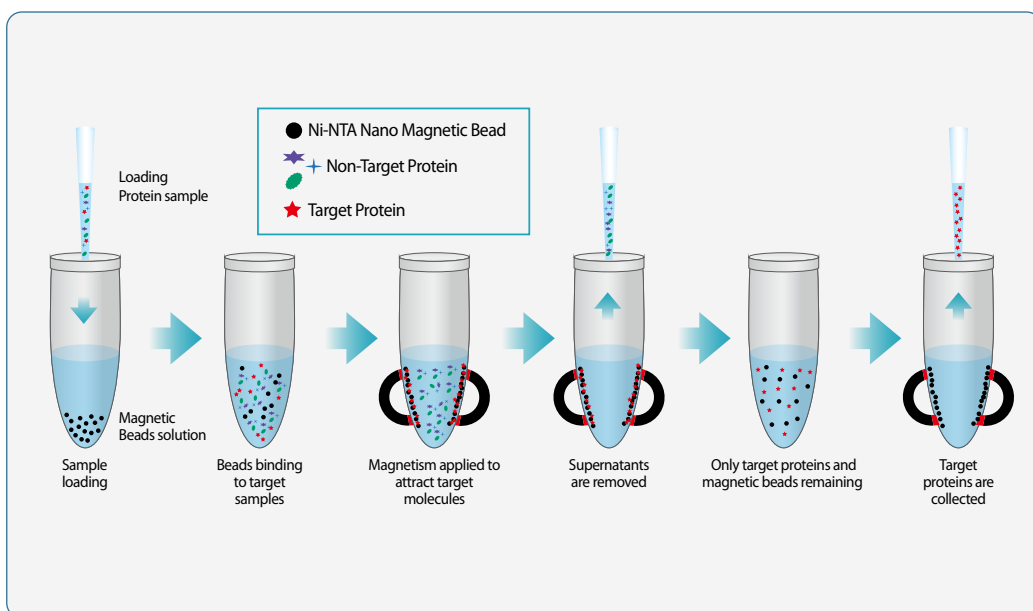 Ni-NTA Nano Magnetic Bead
Non-Target Protein
Target Protein
Loading
Protein sample
Magnetic
Beads solution
Sample
loading
Beads binding
to target
samples
Magnetism applied to
attract target
molecules
Supernatants
are removed
Only target proteins and
magnetic beads remaining
Target
proteins are
collected